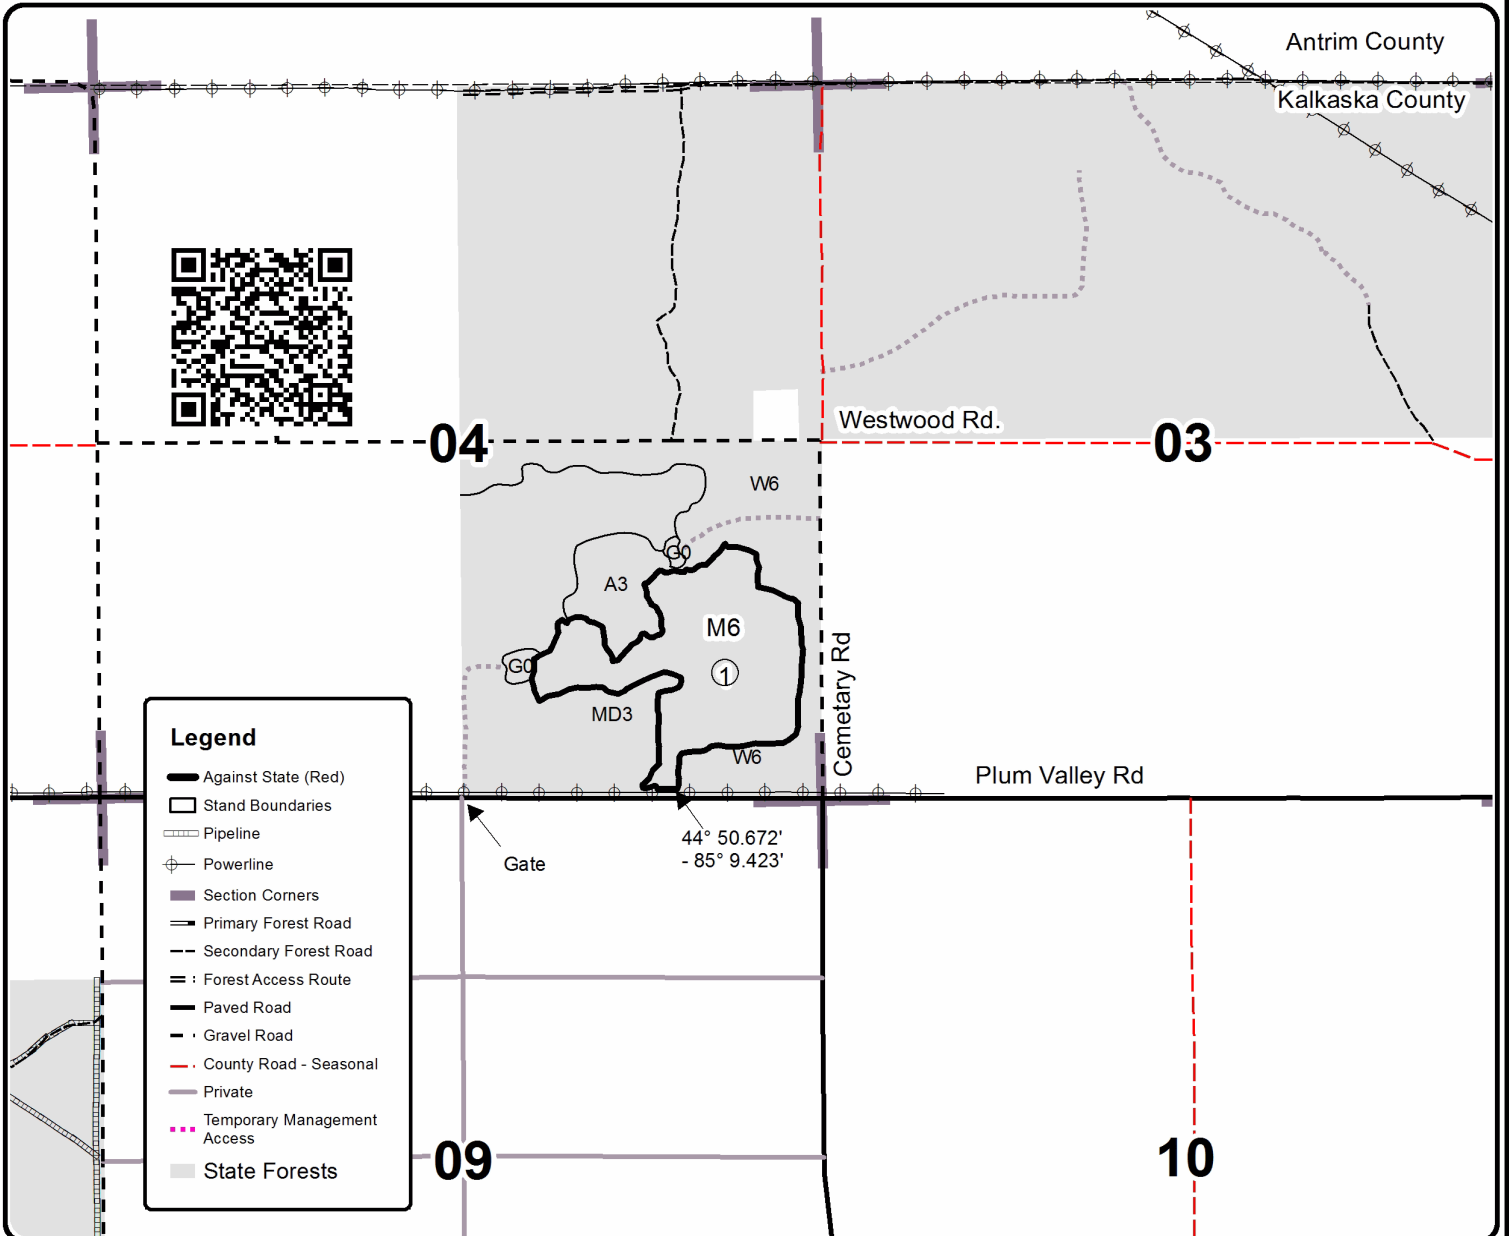 Antrim County
Kalkaska County
Westwood Rd.
04
03
W6
G0
A3
M6
1
G0
MD3
W6
Cemetary Rd
Plum Valley Rd
44° 50.672'
- 85° 9.423'
Gate
Legend
Against State (Red)
Stand Boundaries
Pipeline
Powerline
Section Corners
Primary Forest Road
Secondary Forest Road
Forest Access Route
Paved Road
Gravel Road
County Road - Seasonal
Private
Temporary Management
Access
State Forests
09
10